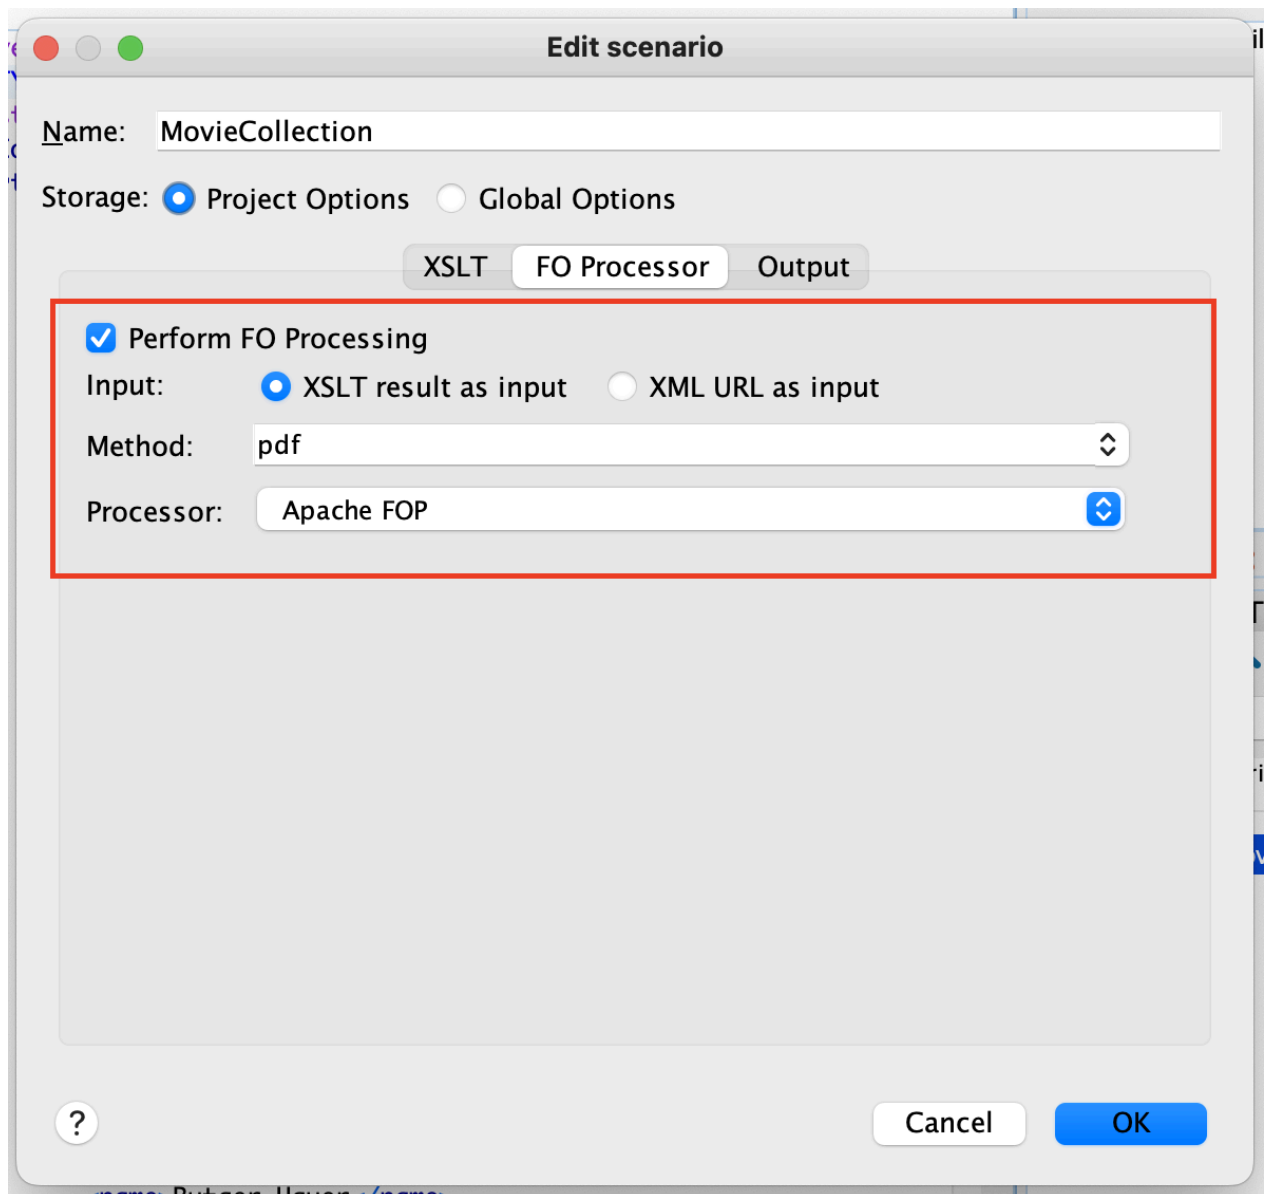 Edit scenario
Name: MovieCollection
Storage: Project Options Global Options
XSLT FO Processor Output
Perform FO Processing
Input: XSLT result as input XML URL as input
Method: pdf
Processor: Apache FOP
? Cancel OK